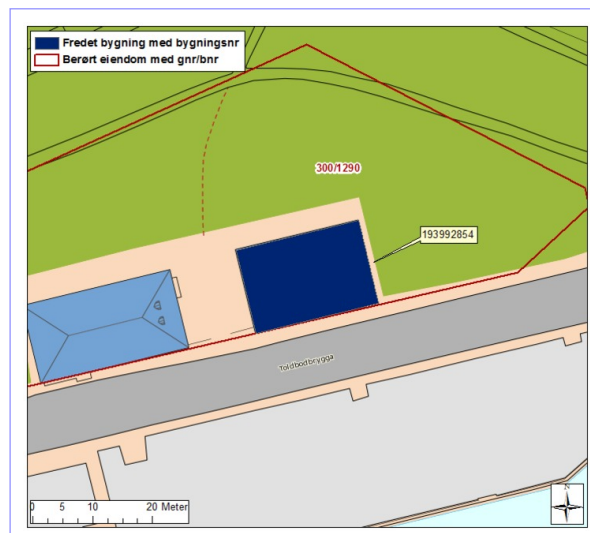 Fredet bygning med bygningsnr
Berørt eiendom med gnr/bnr
300/1290
193992854
Toldbodbrygga
0 5 10 20 Meter
N